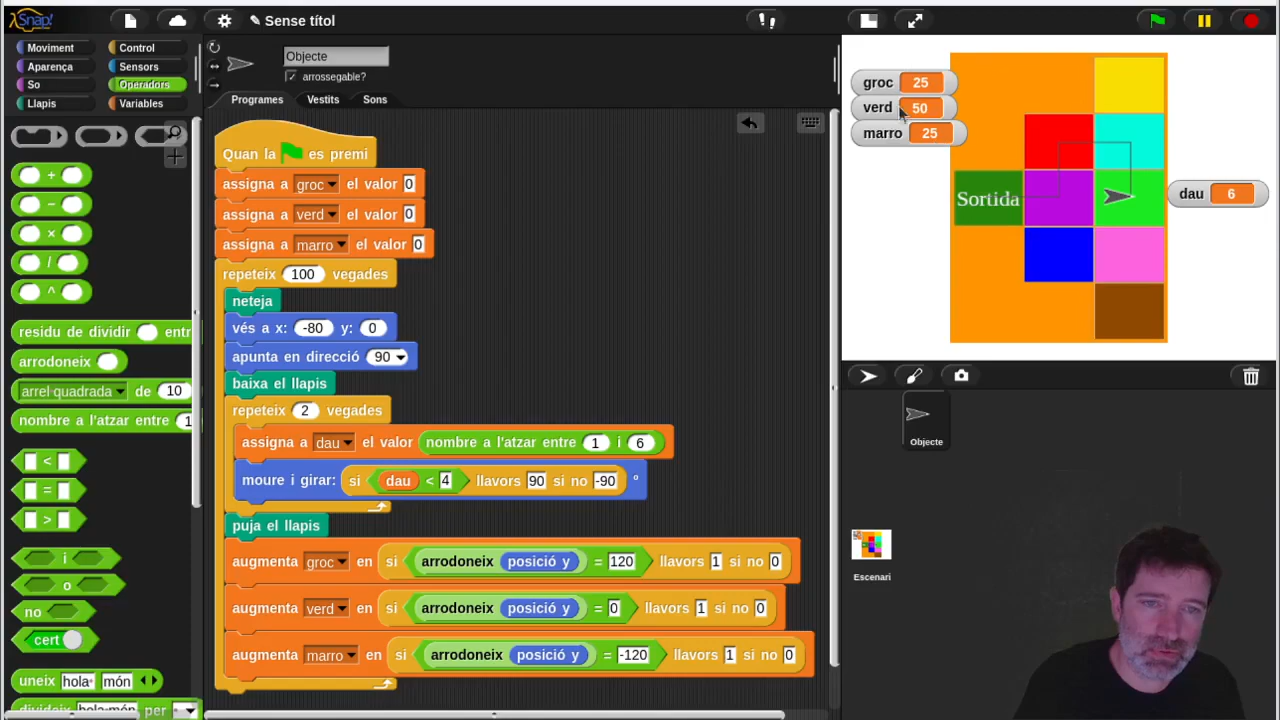 Snap!
Sense títol
Moviment
Control
Aparença
Sensors
So
Operadors
Llapis
Variables
+
−
×
/
^
residu de dividir entr
arrodoneix
arrel quadrada de 10
nombre a l'atzar entre 1
<
=
>
i
o
no
cert
uneix hola món
dividaix hola món per
Objecte
arrossegable?
Programes Vestits Sons
Quan la es premi
assigna a groc el valor 0
assigna a verd el valor 0
assigna a marro el valor 0
repeteix 100 vegades
neteja
vés a x: -80 y: 0
apunta en direcció 90
baixa el llapis
repeteix 2 vegades
assigna a dau el valor nombre a l'atzar entre 1 i 6
moure i girar: si dau < 4 llavors 90 si no -90 °
puja el llapis
augmenta groc en si arrodoneix posició y = 120 llavors 1 si no 0
augmenta verd en si arrodoneix posició y = 0 llavors 1 si no 0
augmenta marro en si arrodoneix posició y = -120 llavors 1 si no 0
groc 25
verd 50
marro 25
Sortida
dau 6
Objecte
Escenari